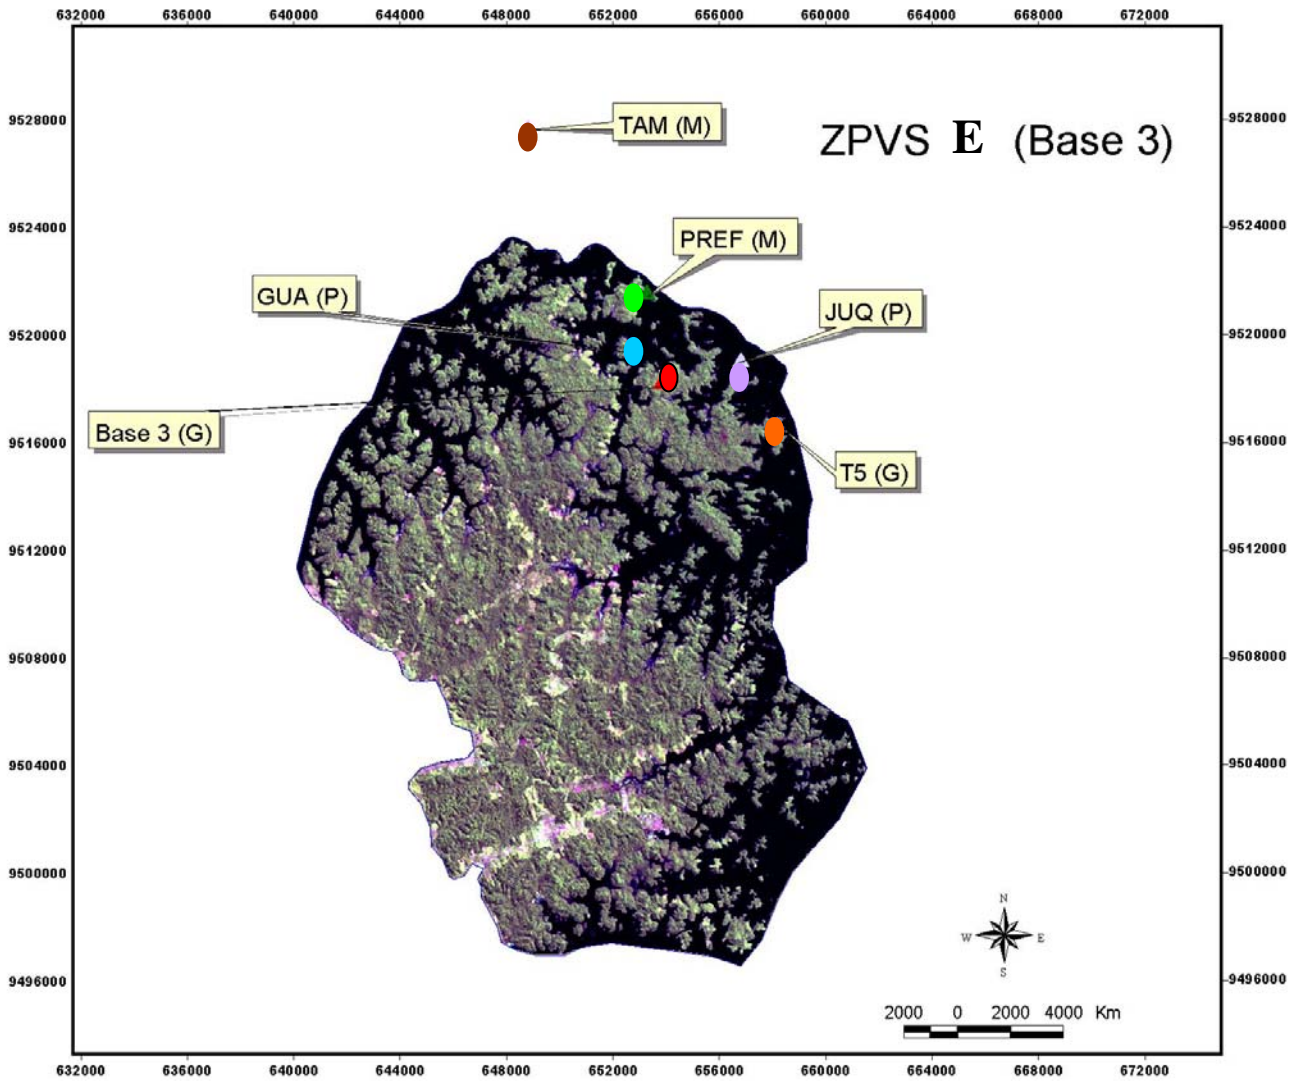 632000 636000 640000 644000 648000 652000 656000 660000 664000 668000 672000
TAM (M)
ZPVS E (Base 3)
9528000 9528000
9524000 9524000
PREF (M)
GUA (P)
JUQ (P)
9520000 9520000
Base 3 (G)
9516000 9516000
T5 (G)
9512000 9512000
9508000 9508000
9504000 9504000
9500000 9500000
N
W E
S
9496000 9496000
2000 0 2000 4000 Km
632000 636000 640000 644000 648000 652000 656000 660000 664000 668000 672000